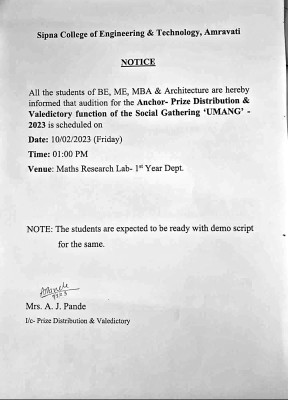 Sipna College of Engineering & Technology, Amravati
NOTICE
All the students of BE, ME, MBA & Architecture are hereby
informed that audition for the Anchor- Prize Distribution &
Valedictory function of the Social Gathering ‘UMANG’ -
2023 is scheduled on
Date: 10/02/2023 (Friday)
Time: 01:00 PM
Venue: Maths Research Lab- 1st Year Dept.
NOTE: The students are expected to be ready with demo script
for the same.
Mrs. A. J. Pande
I/c- Prize Distribution & Valedictory